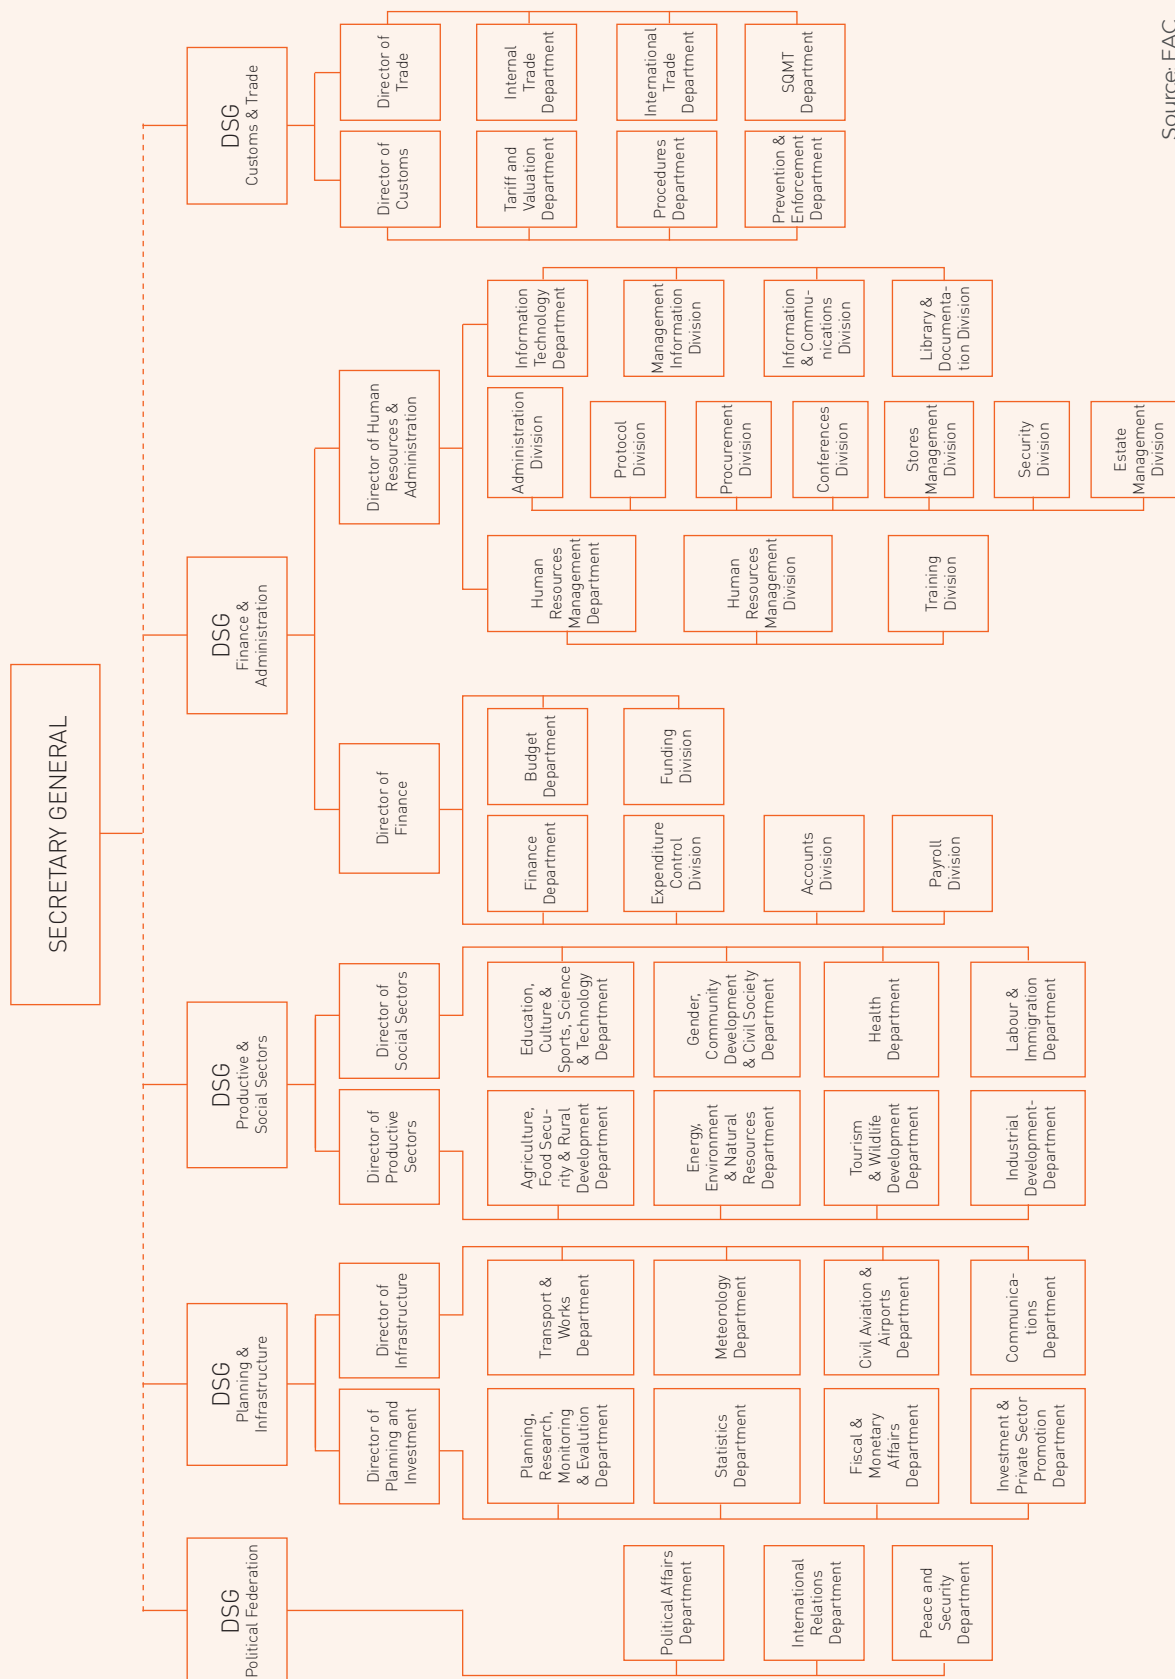 SECRETARY GENERAL
DSG
Political Federation
Political Affairs
Department
International
Relations
Department
Peace and
Security
Department
DSG
Planning &
Infrastructure
Director of
Planning and
Investment
Planning,
Research,
Monitoring
& Evalution
Department
Statistics
Department
Fiscal &
Monetary
Affairs
Department
Investment &
Private Sector
Promotion
Department
Director of
Infrastructure
Transport &
Works
Department
Meteorology
Department
Civil Aviation &
Airports
Department
Communica-
tions
Department
DSG
Productive &
Social Sectors
Director of
Productive
Sectors
Agriculture,
Food Secu-
rity & Rural
Development
Department
Energy,
Environment
& Natural
Resources
Department
Tourism
& Wildlife
Development
Department
Industrial
Development-
Department
Director of
Social Sectors
Education,
Culture &
Sports, Science
& Technology
Department
Gender,
Community
Development
& Civil Society
Department
Health
Department
Labour &
Immigration
Department
DSG
Finance &
Administration
Director of
Finance
Finance
Department
Expenditure
Control
Division
Accounts
Division
Payroll
Division
Budget
Department
Funding
Division
Director of Human
Resources &
Administration
Human
Resources
Management
Department
Human
Resources
Management
Division
Training
Division
Administration
Division
Protocol
Division
Procurement
Division
Conferences
Division
Stores
Management
Division
Security
Division
Estate
Management
Division
Information
Technology
Department
Management
Information
Division
Information
& Commu-
nications
Division
Library &
Documenta-
tion Division
DSG
Customs & Trade
Director of
Customs
Tariff and
Valuation
Department
Procedures
Department
Prevention &
Enforcement
Department
Director of
Trade
Internal
Trade
Department
International
Trade
Department
SQMT
Department
Source: EAC